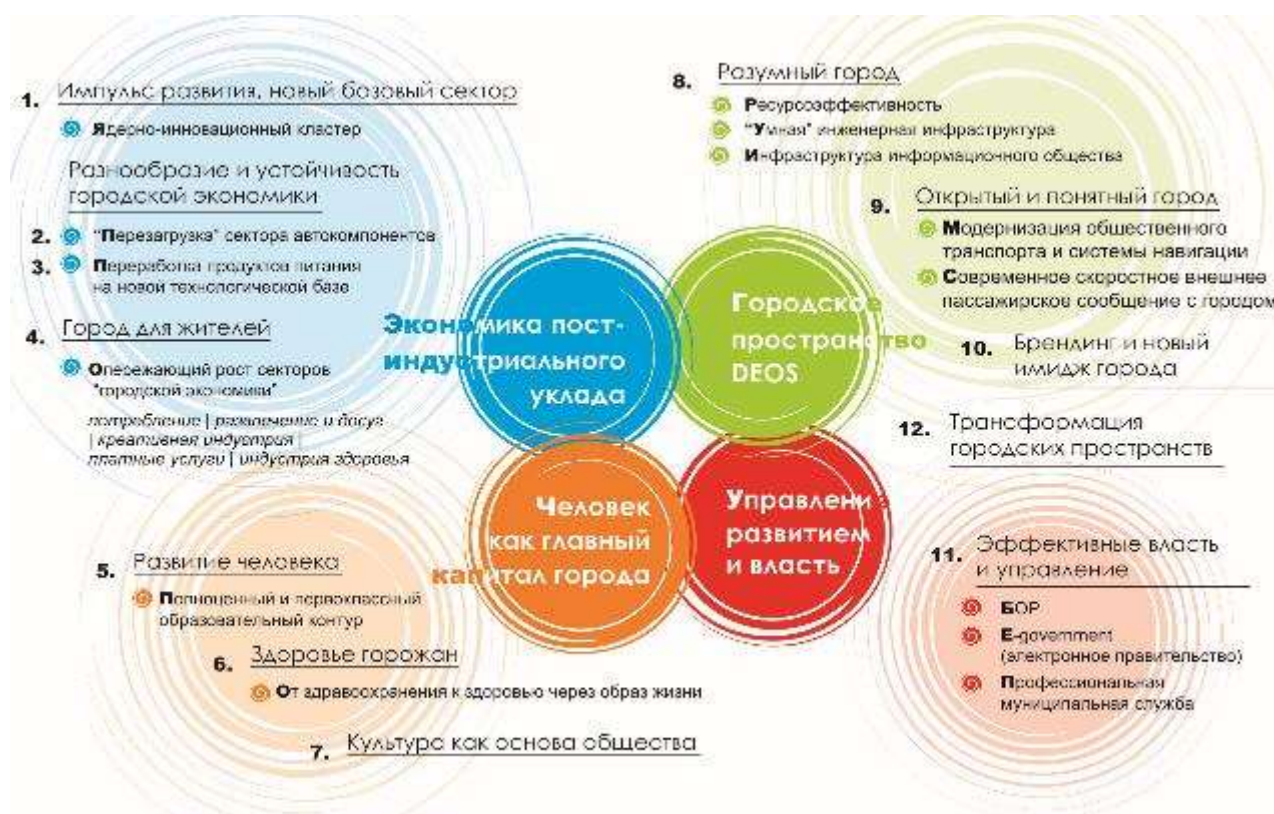 1. Импульс развития, новый базовый сектор
Ядерно-инновационный кластер
Разнообразие и устойчивость
городской экономики
2. "Перезагрузка" сектора автокомпонентов
3. Переработка продуктов питания
на новой технологической базе
4. Город для жителей
Опережающий рост секторов
"городской экономики"
потребление | развлечение и досуг
| креативная индустрия |
платные услуги | индустрия здоровья
5. Развитие человека
Полноценный и первоклассный
образовательный контур
6. Здоровье горожан
От здравоохранения к здоровью через образ жизни
7. Культура как основа общества
Экономика пост-
индустриального
уклада
Городское
пространство
DEOS
Человек
как главный
капитал города
Управлени
развитием
и власть
8. Разумный город
Ресурсоэффективность
"Умная" инженерная инфраструктура
Инфраструктура информационного общества
9. Открытый и понятный город
Модернизация общественного
транспорта и системы навигации
Современное скоростное внешнее
пассажирское сообщение с городом
10. Брендинг и новый
имидж города
12. Трансформация
городских пространств
11. Эффективные власть
и управление
БОР
E-government
(электронное правительство)
Профессиональная
муниципальная служба